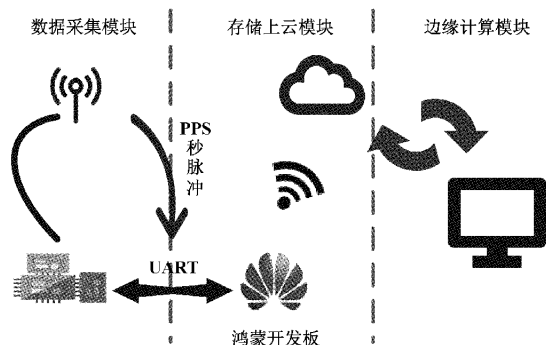 数据采集模块
存储上云模块
边缘计算模块
PPS
秒
脉
冲
UART
鸿蒙开发板